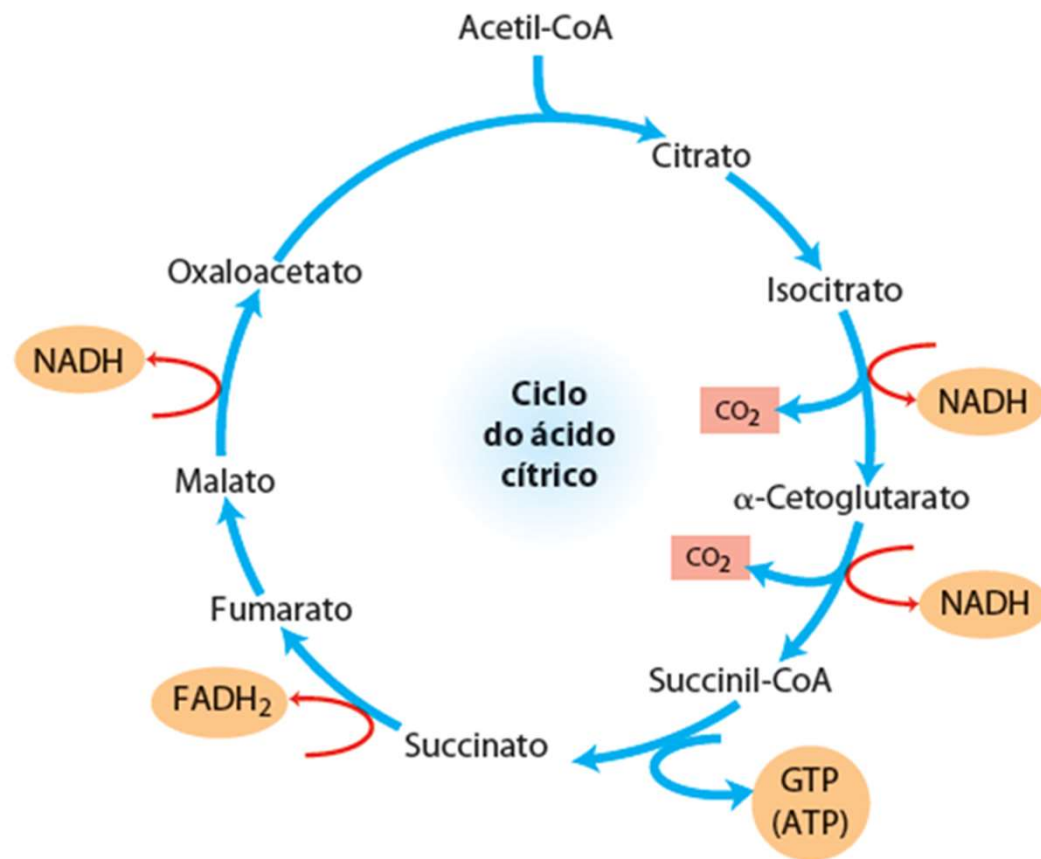 Acetil-CoA
Citrato
Isocitrato
NADH
CO₂
α-Cetoglutarato
CO₂
NADH
Succinil-CoA
GTP
(ATP)
Succinato
FADH₂
Fumarato
Malato
NADH
Oxaloacetato
Ciclo
do ácido
cítrico